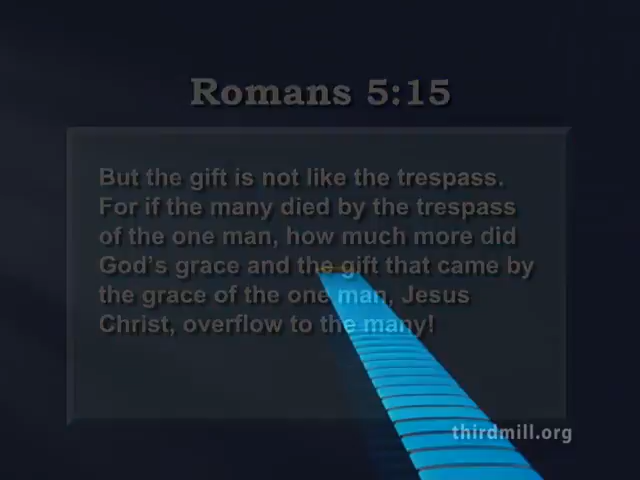 Romans 5:15
But the gift is not like the trespass.
For if the many died by the trespass
of the one man, how much more did
God's grace and the gift that came by
the grace of the one man, Jesus
Christ, overflow to the many!
thirdmill.org